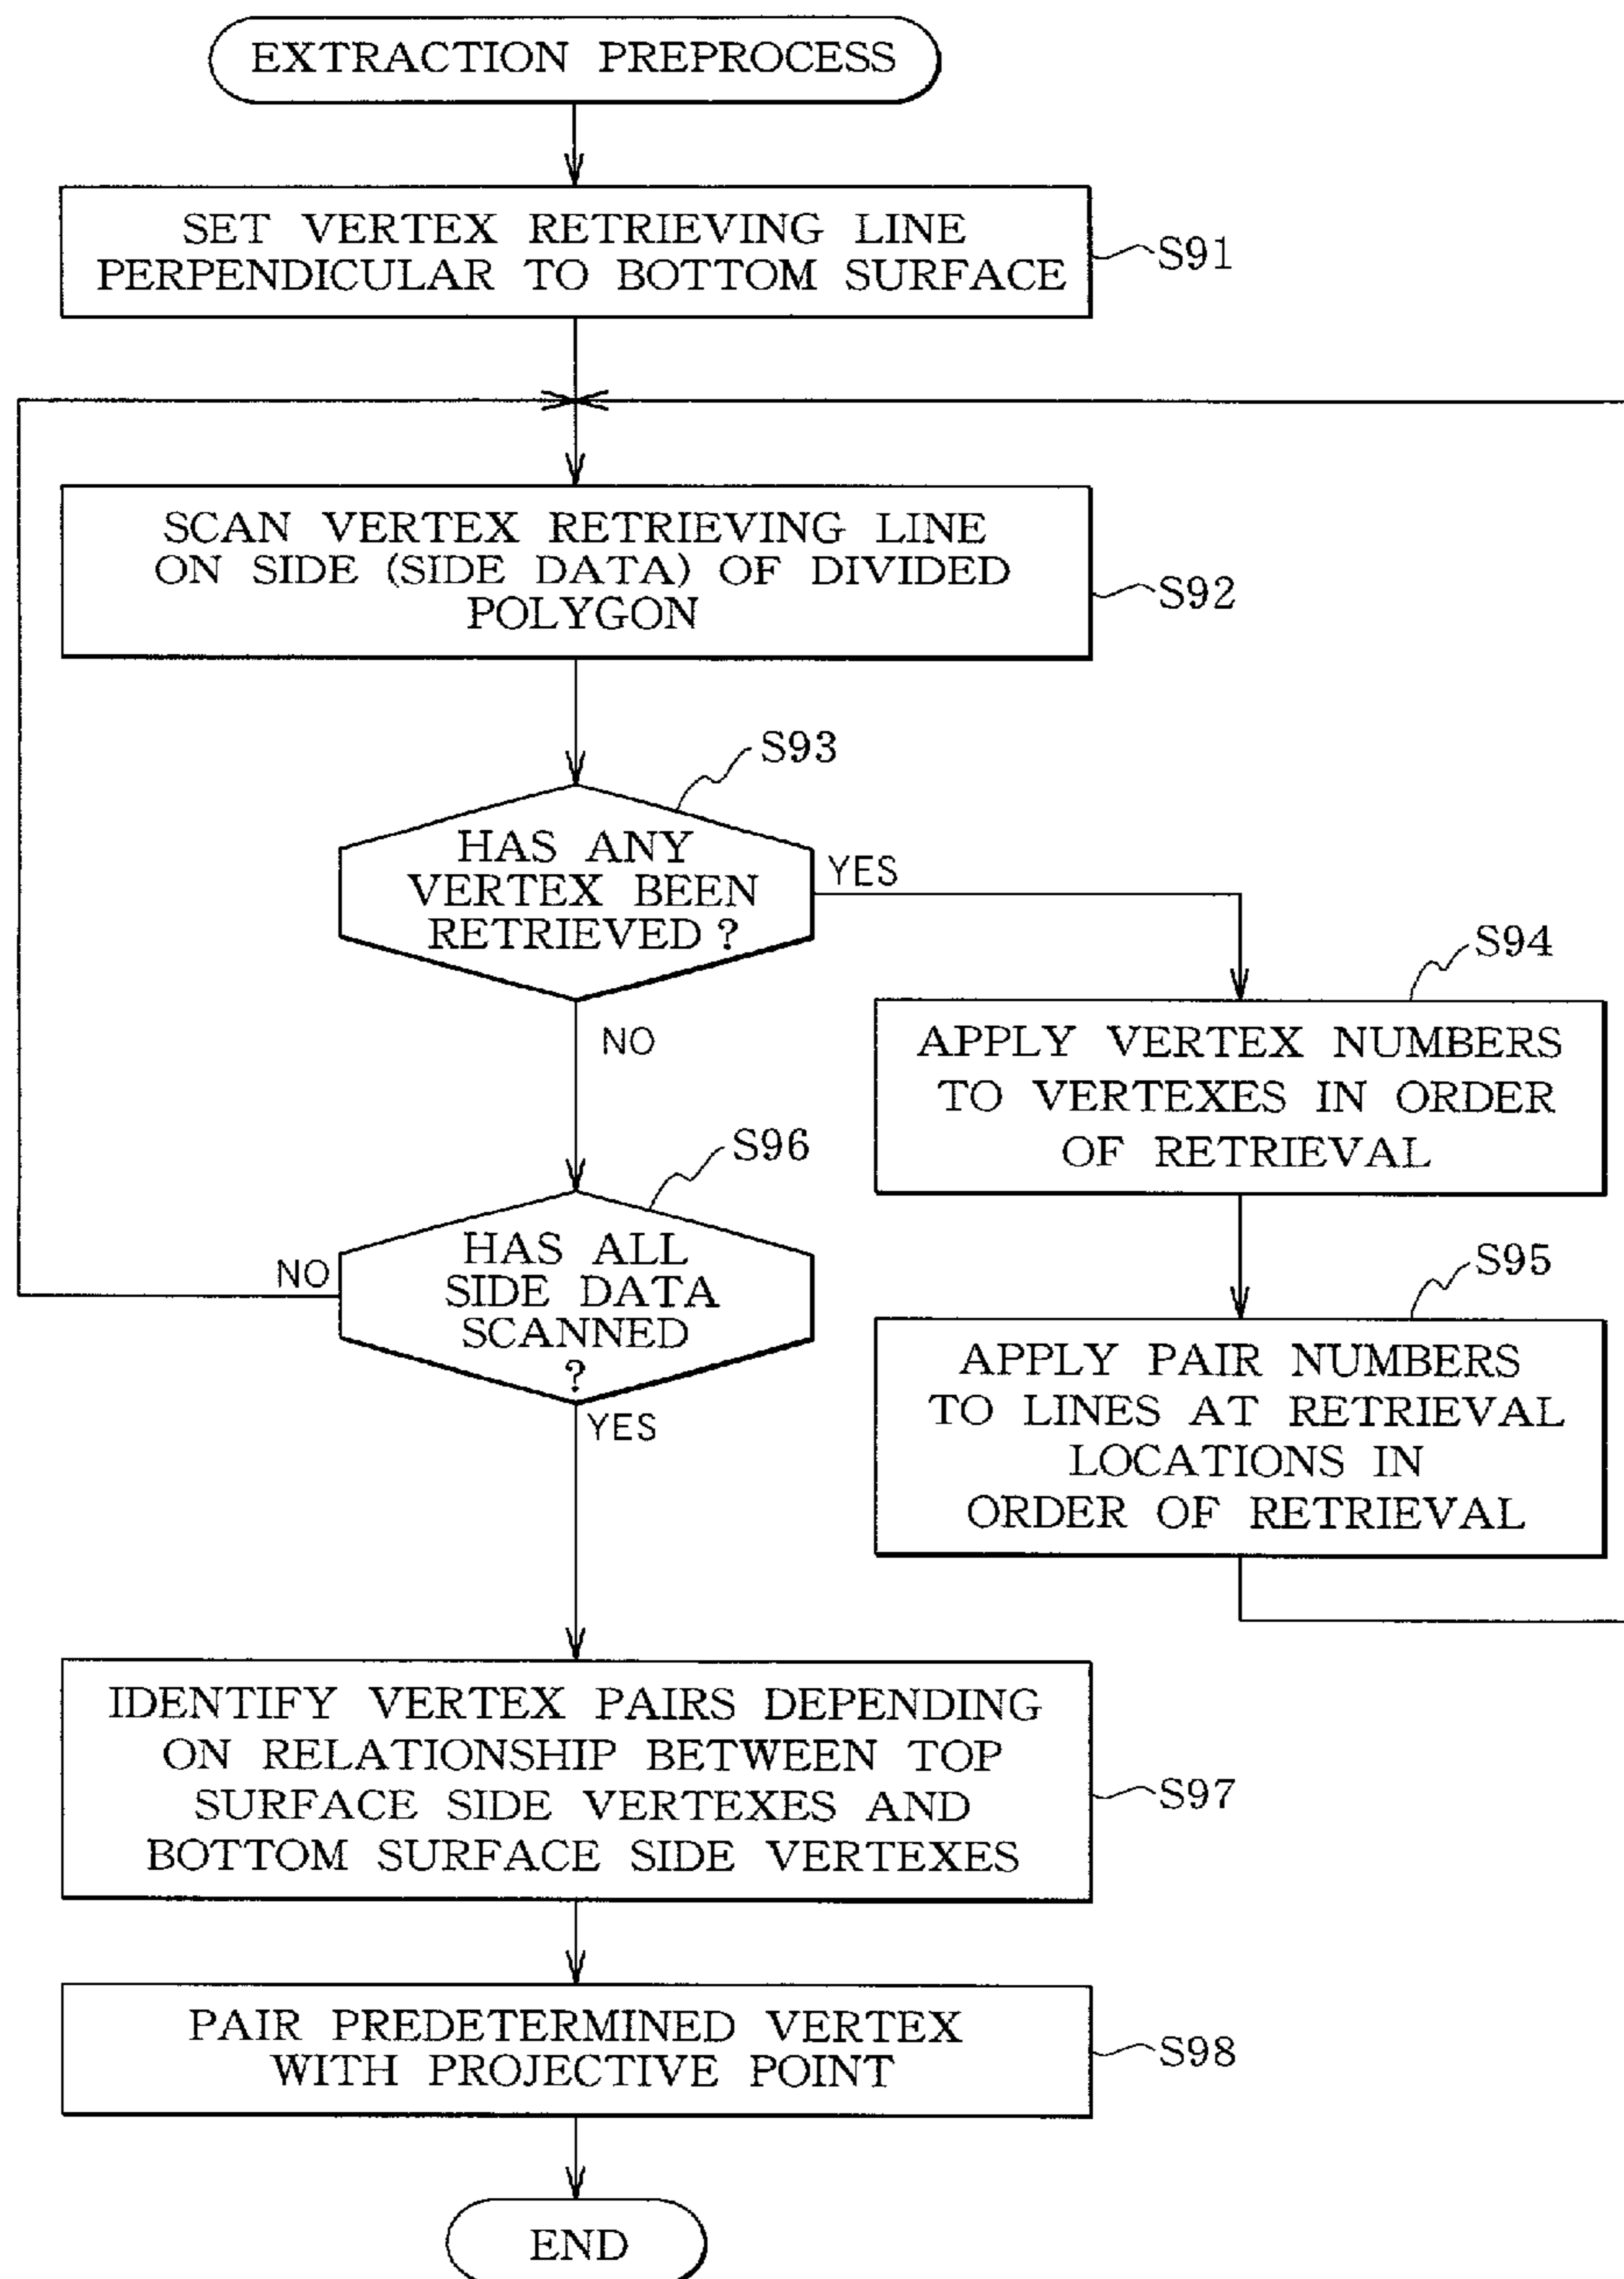 EXTRACTION PREPROCESS
SET VERTEX RETRIEVING LINE
PERPENDICULAR TO BOTTOM SURFACE
S91
SCAN VERTEX RETRIEVING LINE
ON SIDE (SIDE DATA) OF DIVIDED
POLYGON
S92
S93
HAS ANY
VERTEX BEEN
RETRIEVED ?
YES
NO
S94
APPLY VERTEX NUMBERS
TO VERTEXES IN ORDER
OF RETRIEVAL
S95
APPLY PAIR NUMBERS
TO LINES AT RETRIEVAL
LOCATIONS IN
ORDER OF RETRIEVAL
S96
HAS ALL
SIDE DATA
SCANNED
?
NO
YES
IDENTIFY VERTEX PAIRS DEPENDING
ON RELATIONSHIP BETWEEN TOP
SURFACE SIDE VERTEXES AND
BOTTOM SURFACE SIDE VERTEXES
S97
PAIR PREDETERMINED VERTEX
WITH PROJECTIVE POINT
S98
END